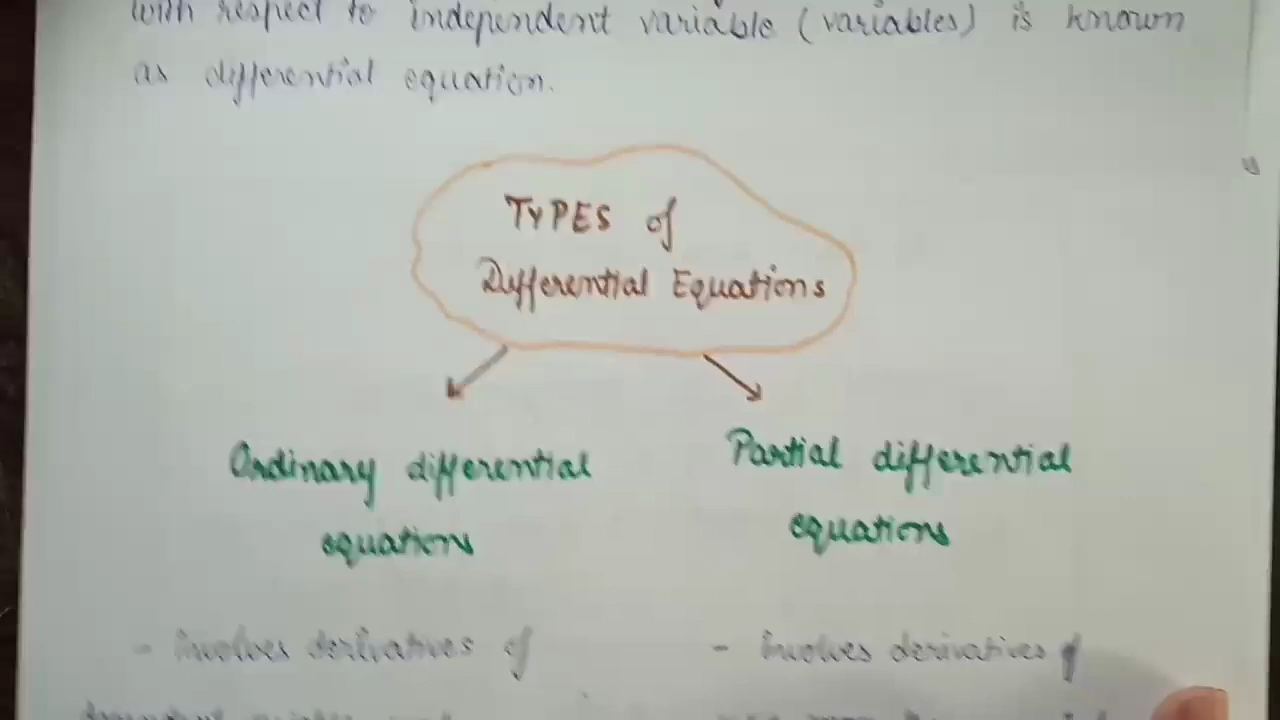 with respect to independent variable (variables) is known
as differential equation.
TYPES of
Differential Equations
Ordinary differential
equations
Partial differential
equations
- involves derivatives of
- involves derivatives of